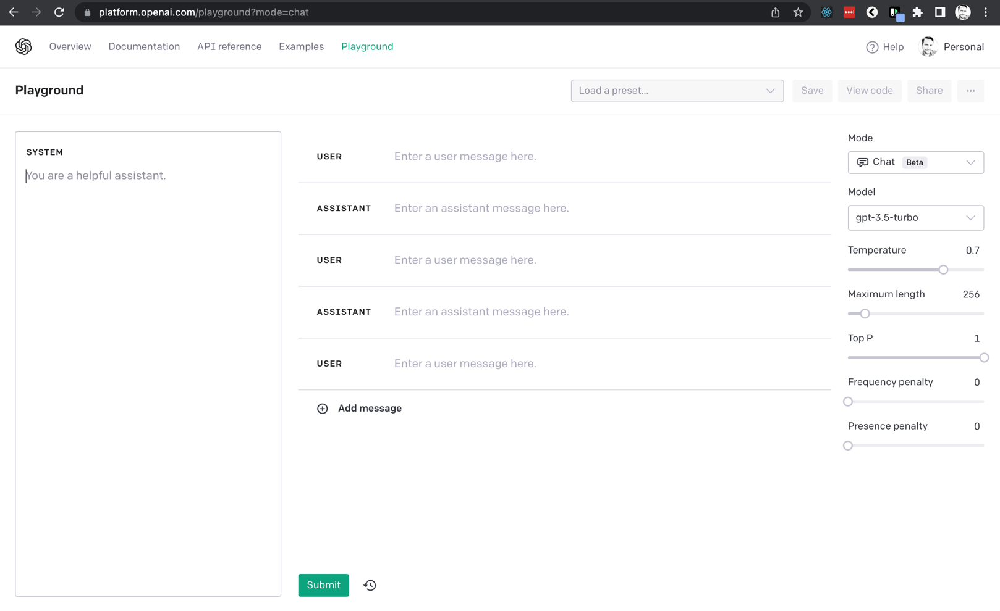 platform.openai.com/playground?mode=chat
Overview Documentation API reference Examples Playground Help Personal
Playground Load a preset... Save View code Share ...
SYSTEM
You are a helpful assistant.
USER Enter a user message here.
ASSISTANT Enter an assistant message here.
USER Enter a user message here.
ASSISTANT Enter an assistant message here.
USER Enter a user message here.
Add message
Submit
Mode
Chat Beta
Model
gpt-3.5-turbo
Temperature 0.7
Maximum length 256
Top P 1
Frequency penalty 0
Presence penalty 0